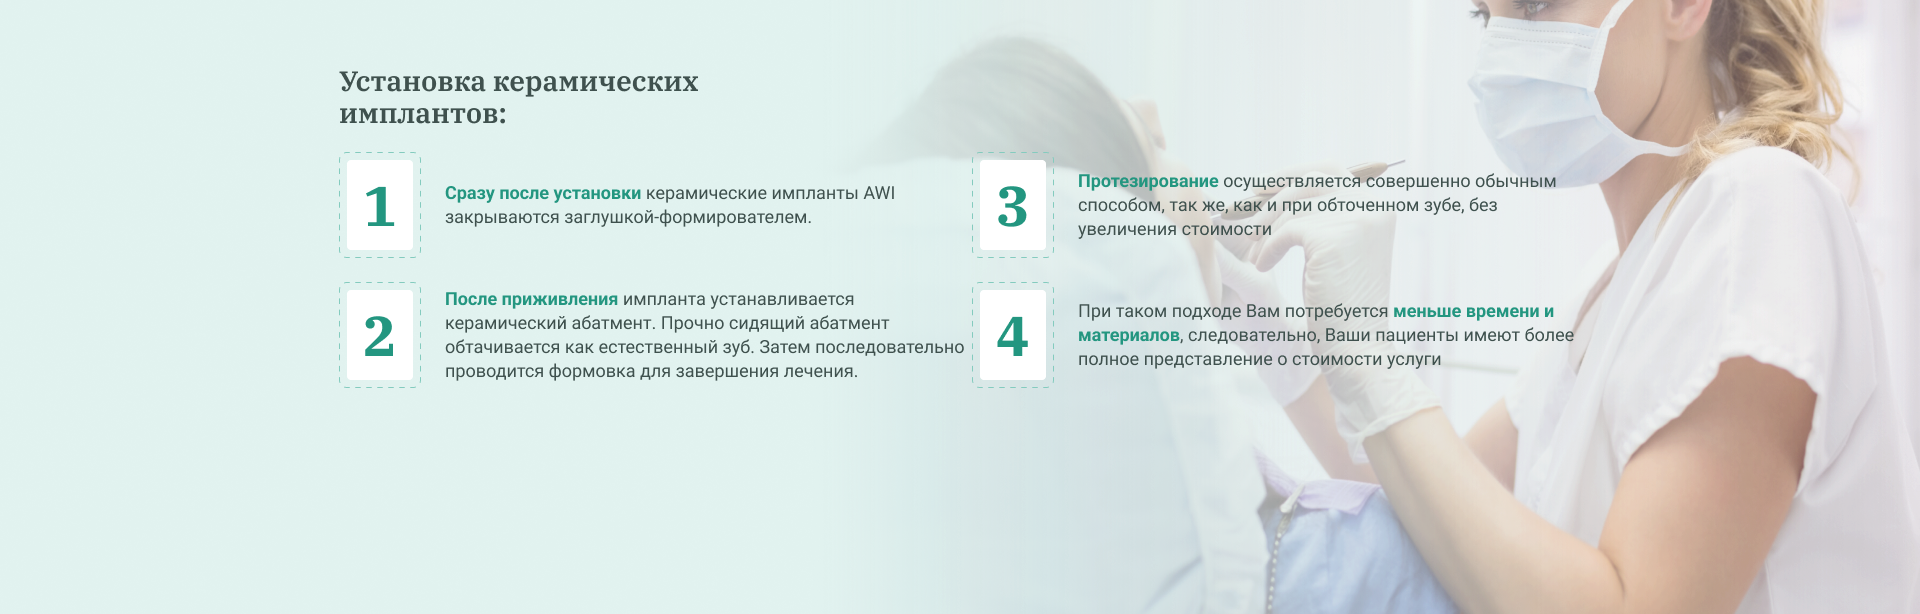 Установка керамических
имплантов:
1
Сразу после установки керамические импланты AWI
закрываются заглушкой-формирователем.
2
После приживления импланта устанавливается
керамический абатмент. Прочно сидящий абатмент
обтачивается как естественный зуб. Затем последовательно
проводится формовка для завершения лечения.
3
Протезирование осуществляется совершенно обычным
способом, так же, как и при обточенном зубе, без
увеличения стоимости
4
При таком подходе Вам потребуется меньше времени и
материалов, следовательно, Ваши пациенты имеют более
полное представление о стоимости услуги